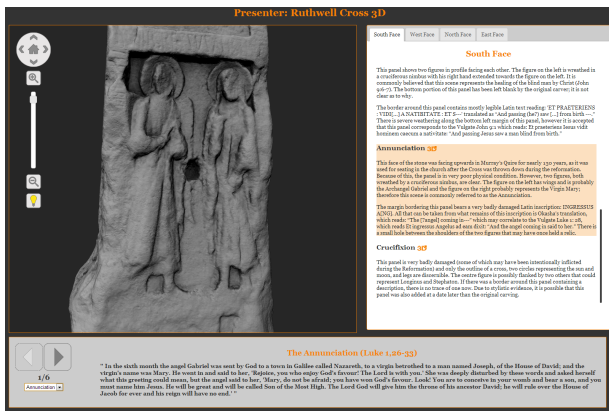 Presenter: Ruthwell Cross 3D
South Face
West Face
North Face
East Face
South Face
This panel shows two figures in profile facing each other. The figure on the left is wreathed in
a cruciferous nimbus with his right hand extended towards the figure on the left. It is
commonly believed that this scene represents the healing of the blind man by Christ (John
9:6-7). The bottom portion of this panel has been left blank by the original carver; it is not
clear as to why.
The border around this panel contains mostly legible Latin text reading: 'ET PRAETERIENS
: VIDI[...] A NATIBITATE : ET S---' translated as "And passing (he?) saw [...] from birth ---."
There is severe weathering along the bottom left margin of this panel, however it is accepted
that this panel corresponds to the Vulgate John 9:1 which reads: Et praeteriens Iesus vidit
hominem caecum a nativitate: "And passing Jesus saw a man blind from birth."
Annunciation
This face of the stone was facing upwards in Murray's Quire for nearly 150 years, as it was
used for seating in the church after the Cross was thrown down during the reformation.
Because of this, the panel is in very poor physical condition. However, two figures, both
wreathed by a cruciferous nimbus, are clear. The figure on the left has wings and is probably
the Archangel Gabriel and the figure on the right probably represents the Virgin Mary;
therefore this scene is commonly referred to as the Annunciation.
The margin bordering this panel bears a very badly damaged Latin inscription: INGRESSUS
A[NG]. All that can be taken from what remains of this inscription is Okasha's translation,
which reads: "The [?angel] coming in---" which may correlate to the Vulgate Luke 1: 28,
which reads Et ingressus Angelus ad eam dixit: "And the angel coming in said to her." There is
a small hole between the shoulders of the two figures that may have once held a relic.
Crucifixion
This panel is very badly damaged (some of which may have been intentionally inflicted
during the Reformation) and only the outline of a cross, two circles representing the sun and
moon, and legs are discernible. The centre figure is possibly flanked by two others that could
represent Longinus and Stephaton. If there was a border around this panel containing a
description, there is no trace of one now. Due to stylistic evidence, it is possible that this
panel was also added at a date later than the original carving.
1/6
Annunciation
The Annunciation (Luke 1,26-33)
" In the sixth month the angel Gabriel was sent by God to a town in Galilee called Nazareth, to a virgin betrothed to a man named Joseph, of the House of David; and the
virgin's name was Mary. He went in and said to her, 'Rejoice, you who enjoy God's favour! The Lord is with you.' She was deeply disturbed by these words and asked herself
what this greeting could mean, but the angel said to her, 'Mary, do not be afraid; you have won God's favour. Look! You are to conceive in your womb and bear a son, and you
must name him Jesus. He will be great and will be called Son of the Most High. The Lord God will give him the throne of his ancestor David; he will rule over the House of
Jacob for ever and his reign will have no end.' "